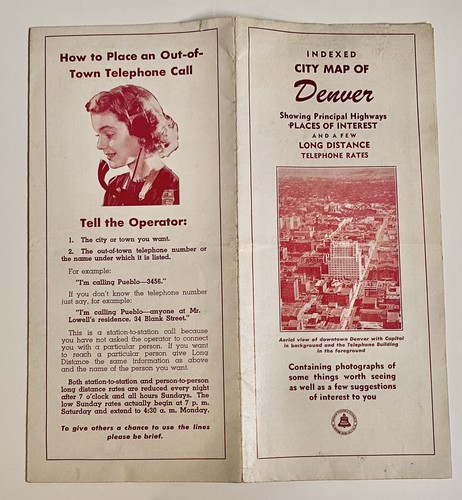 How to Place an Out-of-
Town Telephone Call
Tell the Operator:
1. The city or town you want.
2. The out-of-town telephone number or
the name under which it is listed.
For example:
"I'm calling Pueblo—3456."
If you don't know the telephone number
just say, for example:
"I'm calling Pueblo—anyone at Mr.
Lowell's residence, 34 Blank Street."
This is a station-to-station call because
you have not asked the operator to connect
you with a particular person. If you want
to reach a particular person give Long
Distance the same information as above
and the name of the person you want.
Both station-to-station and person-to-person
long distance rates are reduced every night
after 7 o'clock and all hours Sundays. The
low Sunday rates actually begin at 7 p. m.
Saturday and extend to 4:30 a. m. Monday.
To give others a chance to use the lines
please be brief.
INDEXED
CITY MAP OF
Denver
Showing Principal Highways
PLACES OF INTEREST
AND A FEW
LONG DISTANCE
TELEPHONE RATES
Aerial view of downtown Denver with Capitol
in background and the Telephone Building
in the foreground
Containing photographs of
some things worth seeing
as well as a few suggestions
of interest to you